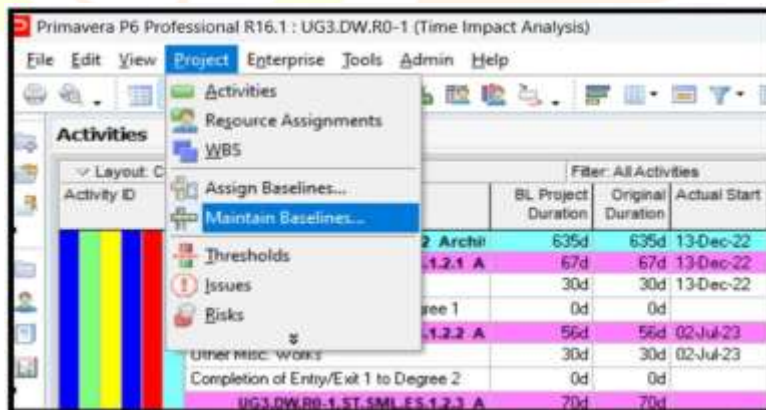 Primavera P6 Professional R16.1 : UG3.DW.R0-1 (Time Impact Analysis)
File Edit View Project Enterprise Tools Admin Help
Activities
Resource Assignments
WBS
Assign Baselines...
Maintain Baselines...
Thresholds
Issues
Risks
Activities
Layout: C
Filter: All Activities
Activity ID BL Project Duration Original Duration Actual Start
2 Archi 635d 635d 13-Dec-22
.1.2.1 A 67d 67d 13-Dec-22
30d 30d 13-Dec-22
gree 1 0d 0d
.1.2.2 A 56d 56d 02-Jul-23
Other Misc. Works 30d 30d 02-Jul-23
Completion of Entry/Exit 1 to Degree 2 0d 0d
UG3.DW.R0-1.ST.SML.ES.1.2.3 A 70d 70d